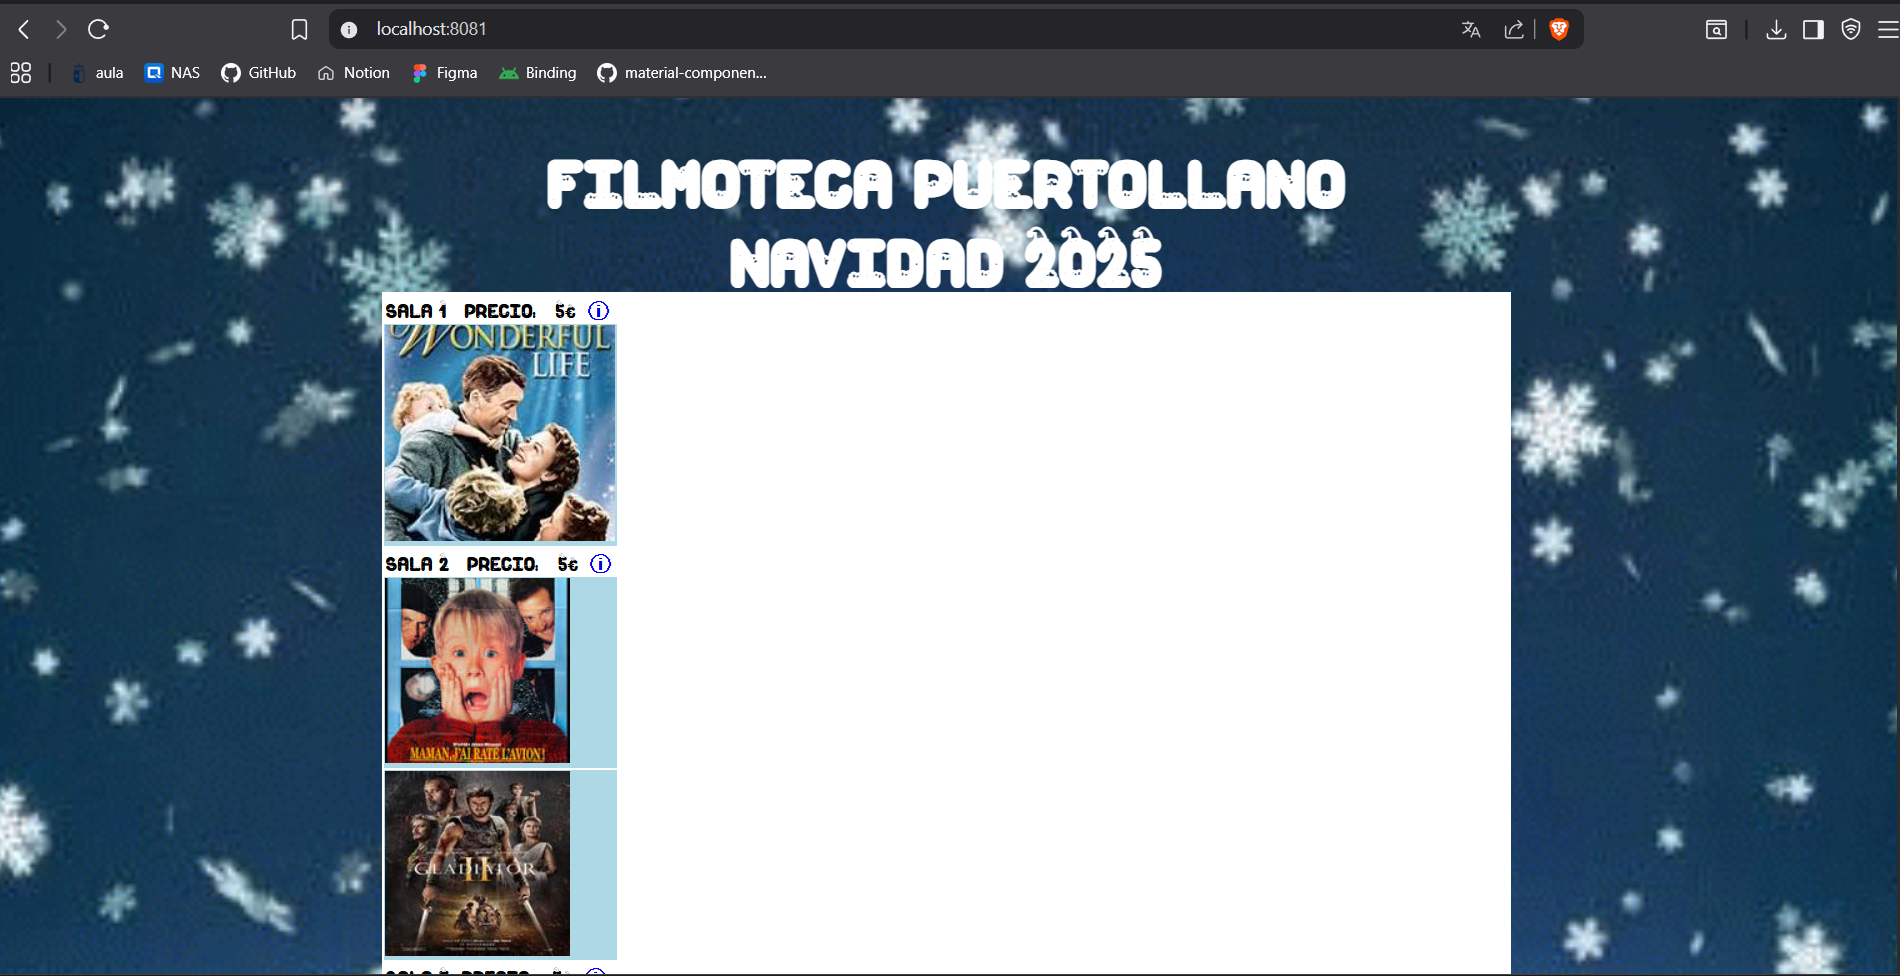 localhost:8081
aula NAS GitHub Notion Figma Binding material-componen...
FILMOTECA PUERTOLLANO
NAVIDAD 2025
SALA 1 PRECIO: 5€
WONDERFUL
LIFE
SALA 2 PRECIO: 5€
MAMAN, J'AI RATÉ L'AVION!
GLADIATOR
II